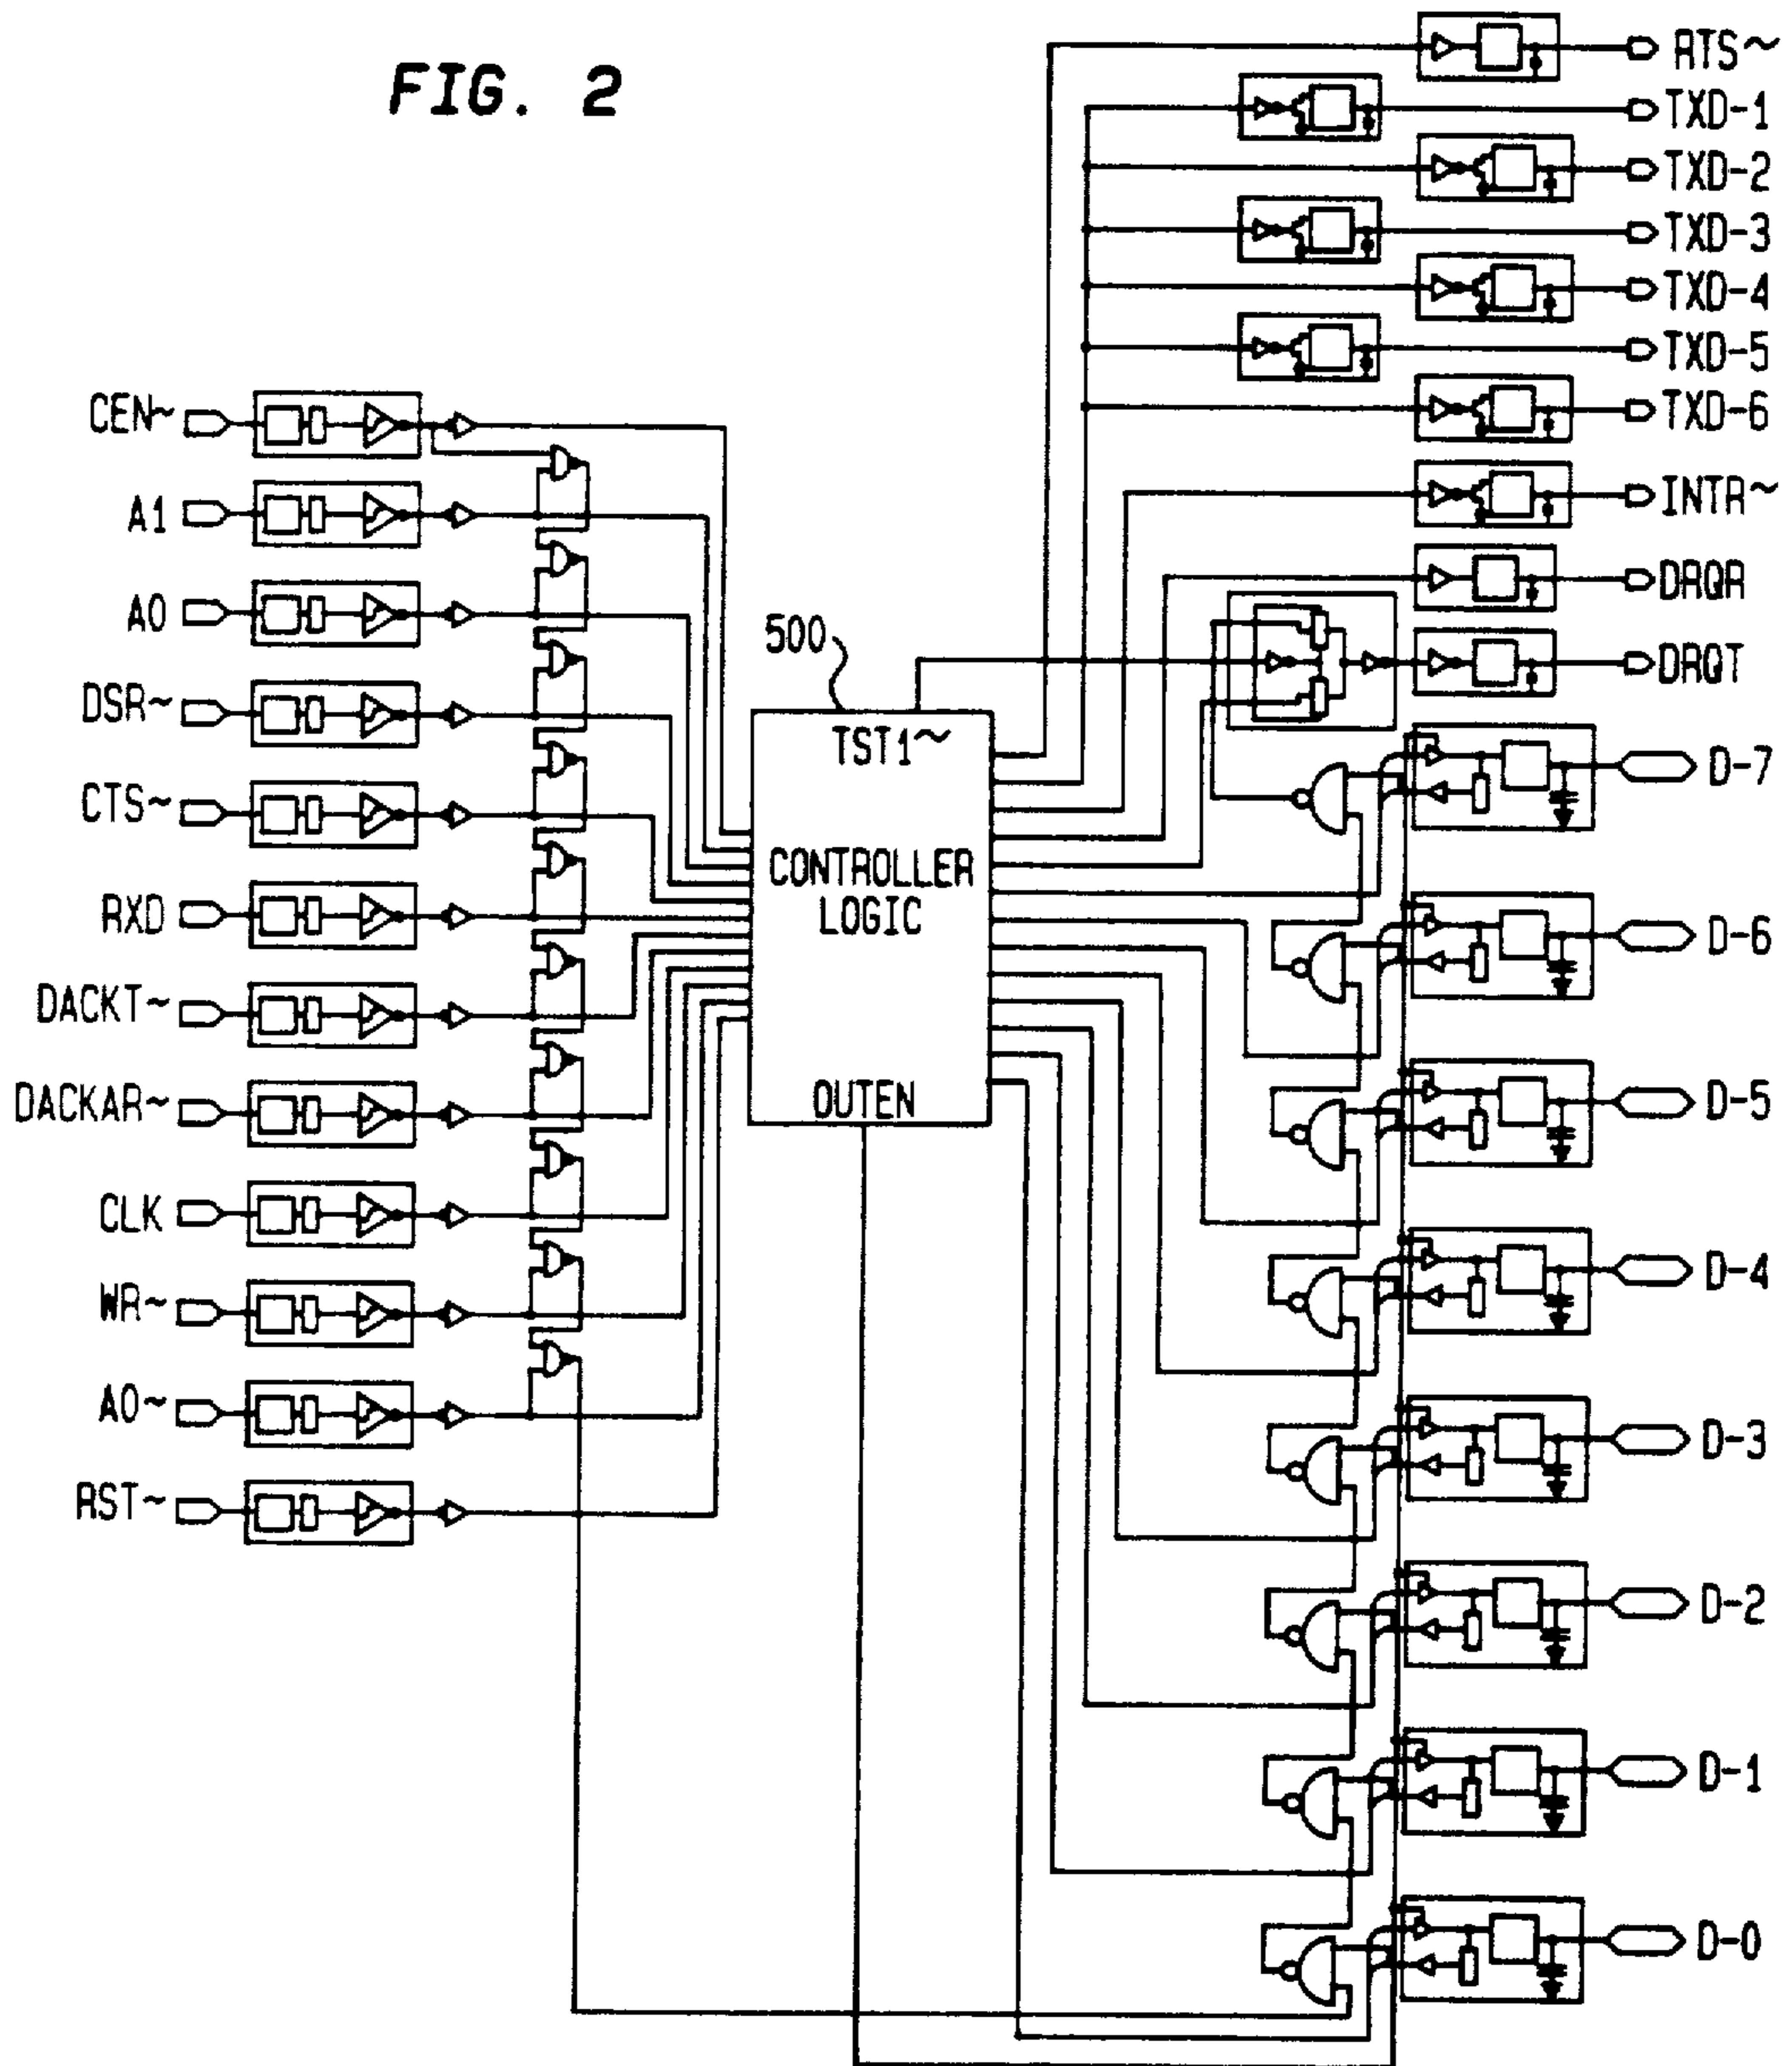 FIG. 2
RTS~
TXD-1
TXD-2
TXD-3
TXD-4
TXD-5
TXD-6
INTR~
DRQR
DRQT
D-7
D-6
D-5
D-4
D-3
D-2
D-1
D-0
CEN~
A1
A0
DSR~
CTS~
RXD
DACKT~
DACKAR~
CLK
WR~
A0~
RST~
500
TST1~
CONTROLLER
LOGIC
OUTEN